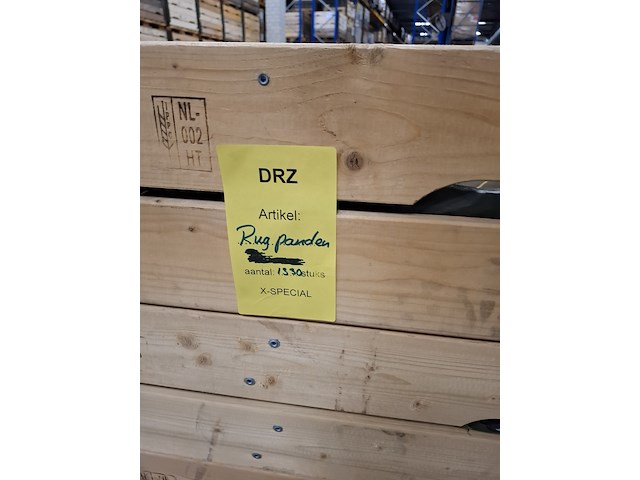 NL-
002
HT
DRZ
Artikel:
Rug.panden
aantal: 1330 stuks
X-SPECIAL